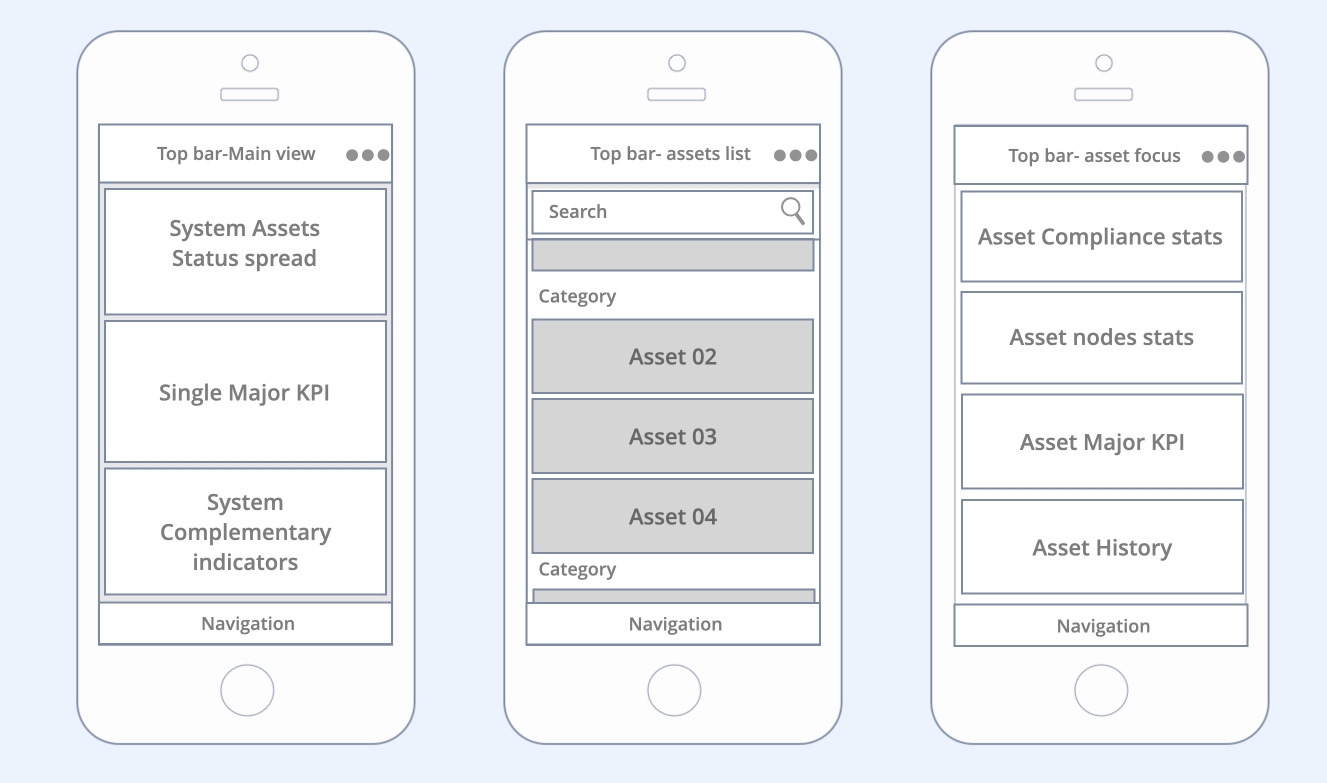 Top bar-Main view
System Assets
Status spread
Single Major KPI
System
Complementary
indicators
Navigation
Top bar- assets list
Search
Category
Asset 02
Asset 03
Asset 04
Category
Navigation
Top bar- asset focus
Asset Compliance stats
Asset nodes stats
Asset Major KPI
Asset History
Navigation